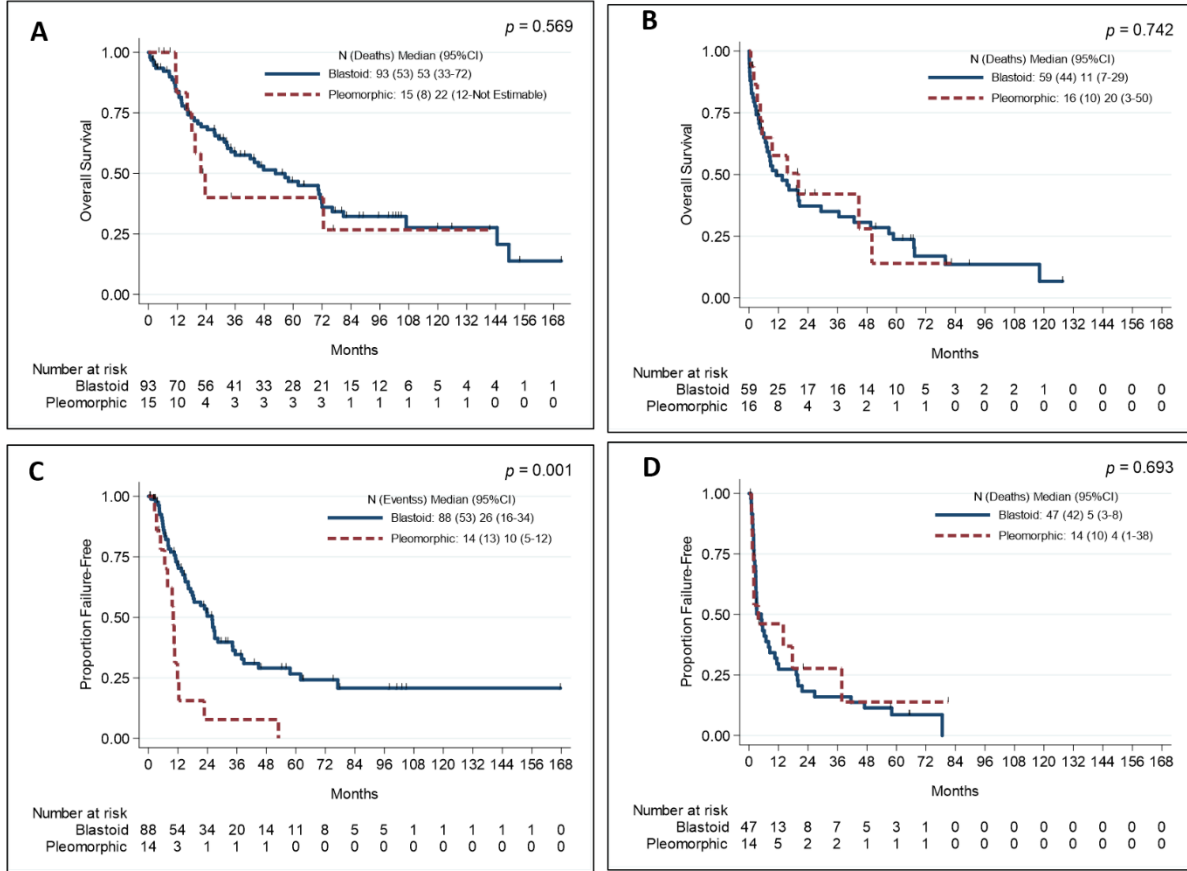 A
p = 0.569
N (Deaths) Median (95%CI)
Blastoid: 93 (53) 53 (33-72)
Pleomorphic: 15 (8) 22 (12-Not Estimable)
Overall Survival
1.00
0.75
0.50
0.25
0.00
0 12 24 36 48 60 72 84 96 108 120 132 144 156 168
Months
Number at risk
Blastoid 93 70 56 41 33 28 21 15 12 6 5 4 4 1 1
Pleomorphic 15 10 4 3 3 3 3 1 1 1 1 1 0 0 0
B
p = 0.742
N (Deaths) Median (95%CI)
Blastoid: 59 (44) 11 (7-29)
Pleomorphic: 16 (10) 20 (3-50)
Overall Survival
1.00
0.75
0.50
0.25
0.00
0 12 24 36 48 60 72 84 96 108 120 132 144 156 168
Months
Number at risk
Blastoid 59 25 17 16 14 10 5 3 2 2 1 0 0 0 0
Pleomorphic 16 8 4 3 2 1 1 0 0 0 0 0 0 0 0
C
p = 0.001
N (Eventss) Median (95%CI)
Blastoid: 88 (53) 26 (16-34)
Pleomorphic: 14 (13) 10 (5-12)
Proportion Failure-Free
1.00
0.75
0.50
0.25
0.00
0 12 24 36 48 60 72 84 96 108 120 132 144 156 168
Months
Number at risk
Blastoid 88 54 34 20 14 11 8 5 5 1 1 1 1 1 0
Pleomorphic 14 3 1 1 1 0 0 0 0 0 0 0 0 0 0
D
p = 0.693
N (Deaths) Median (95%CI)
Blastoid: 47 (42) 5 (3-8)
Pleomorphic: 14 (10) 4 (1-38)
Proportion Failure-Free
1.00
0.75
0.50
0.25
0.00
0 12 24 36 48 60 72 84 96 108 120 132 144 156 168
Months
Number at risk
Blastoid 47 13 8 7 5 3 1 0 0 0 0 0 0 0 0
Pleomorphic 14 5 2 2 1 1 1 0 0 0 0 0 0 0 0